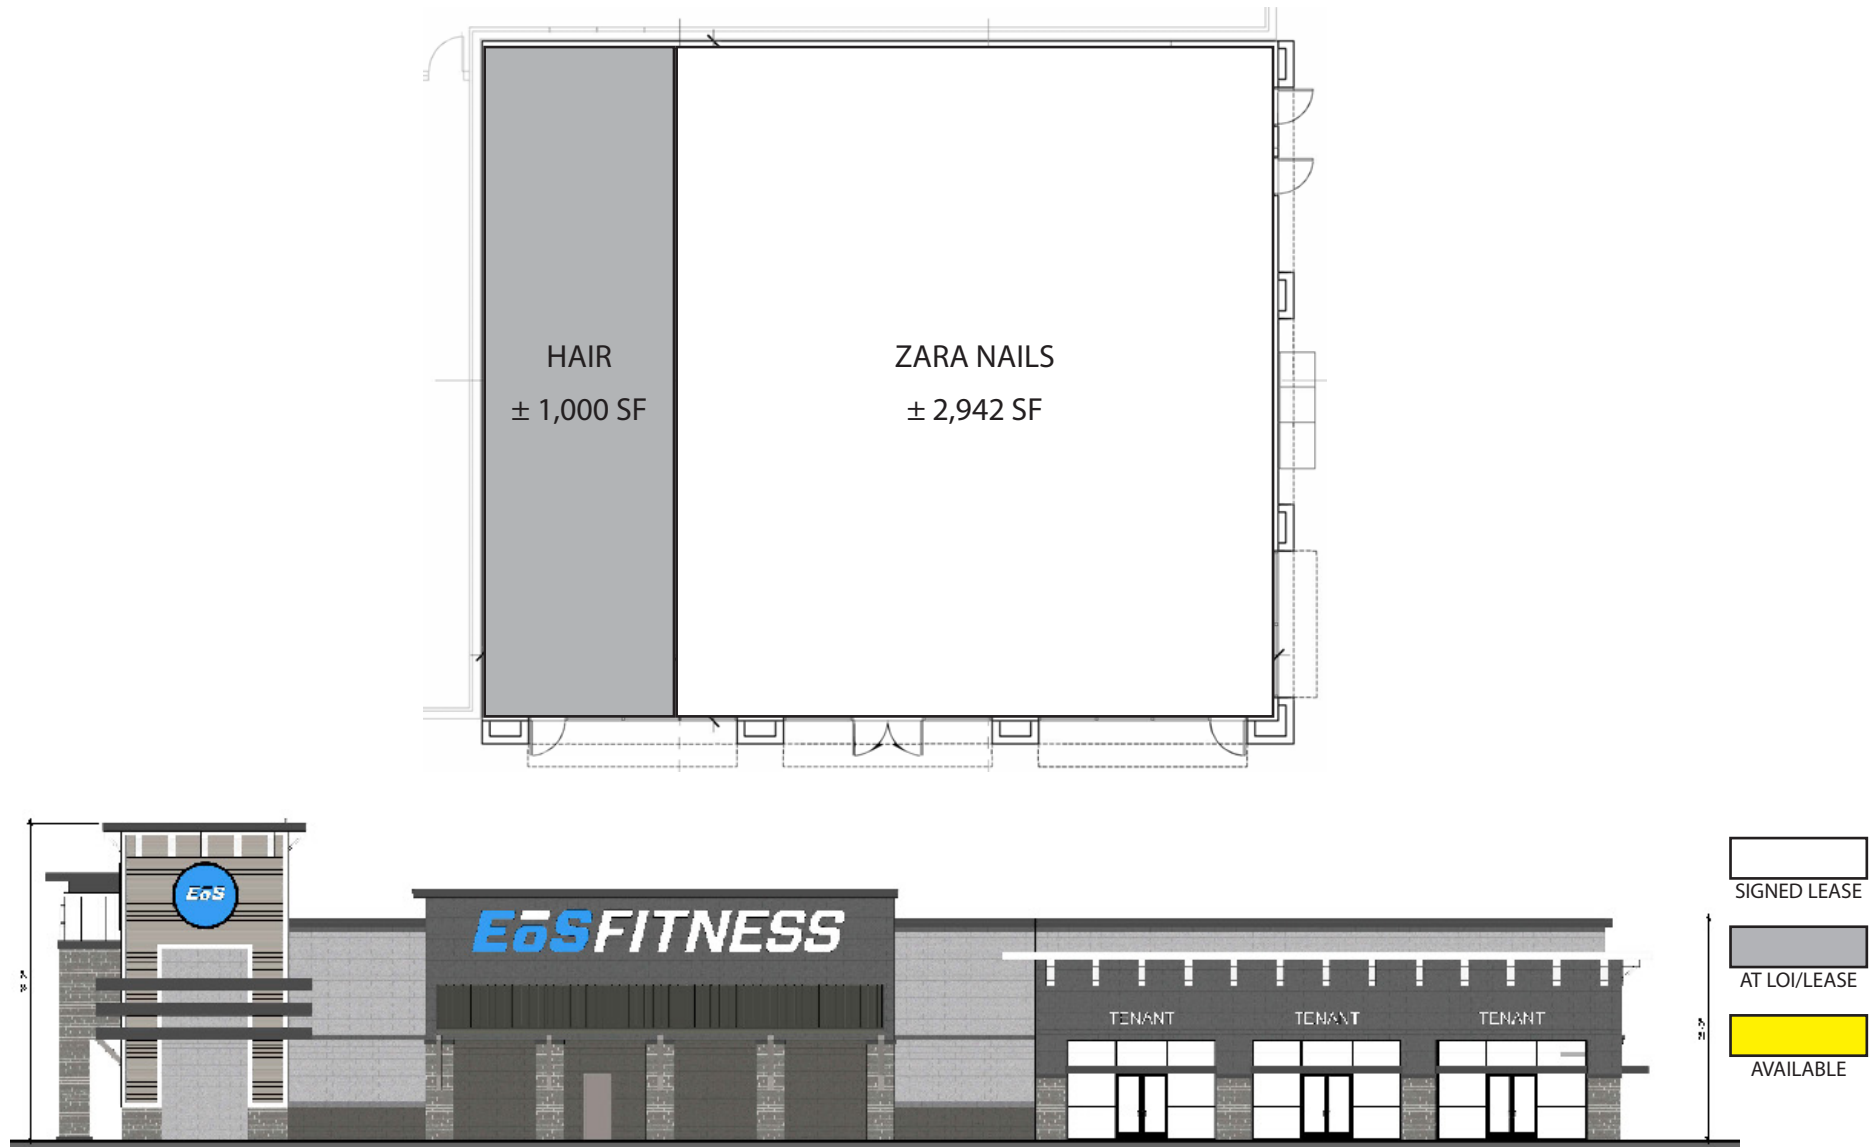 HAIR
± 1,000 SF
ZARA NAILS
± 2,942 SF
EōS
EōSFITNESS
TENANT
TENANT
TENANT
SIGNED LEASE
AT LOI/LEASE
AVAILABLE